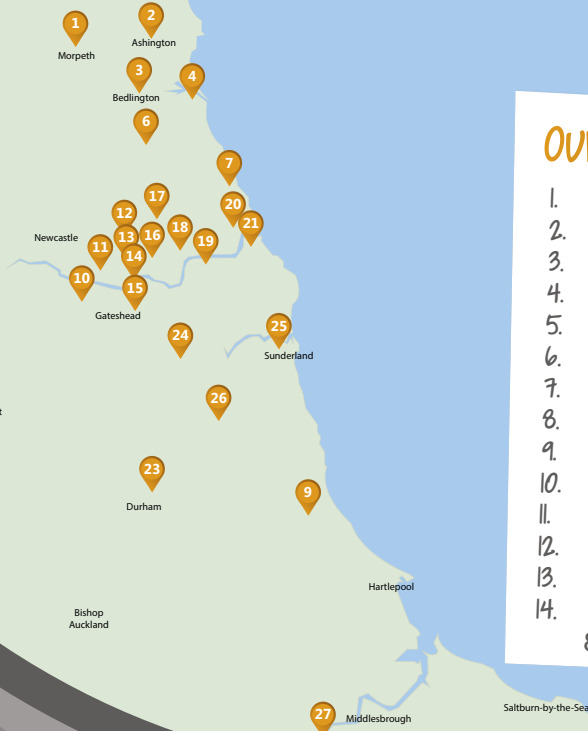 1
2
Morpeth
Ashington
3
4
Bedlington
6
7
17
12
20
21
18
13
16
19
Newcastle
11
14
10
15
Gateshead
24
25
Sunderland
26
23
Durham
9
Hartlepool
Bishop
Auckland
27
Middlesbrough
Saltburn-by-the-Sea
OU
1.
2.
3.
4.
5.
6.
7.
8.
9.
10.
11.
12.
13.
14.